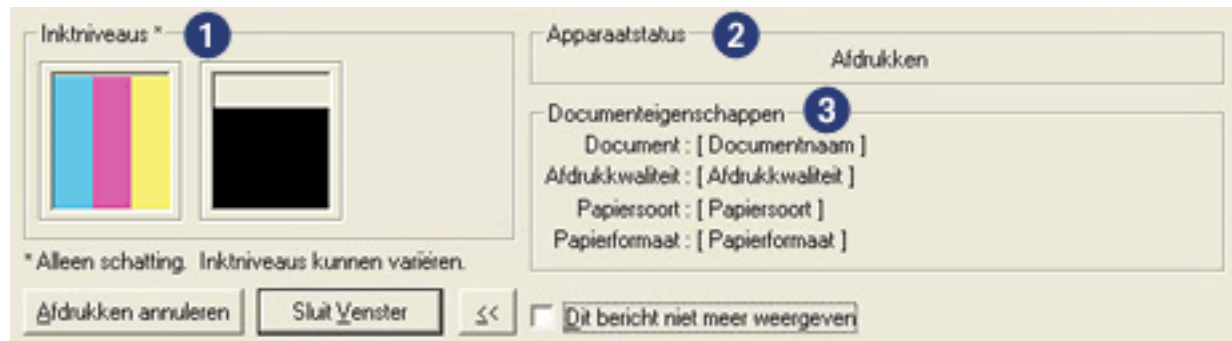 Inktniveaus * 1
Apparaatstatus 2
Afdrukken
Documenteigenschappen 3
Document : [ Documentnaam ]
Afdrukkwaliteit : [ Afdrukkwaliteit ]
Papiersoort : [ Papiersoort ]
Papierformaat : [ Papierformaat ]
* Alleen schatting. Inktniveaus kunnen variëren.
Afdrukken annuleren
Sluit Venster
<<
Dit bericht niet meer weergeven